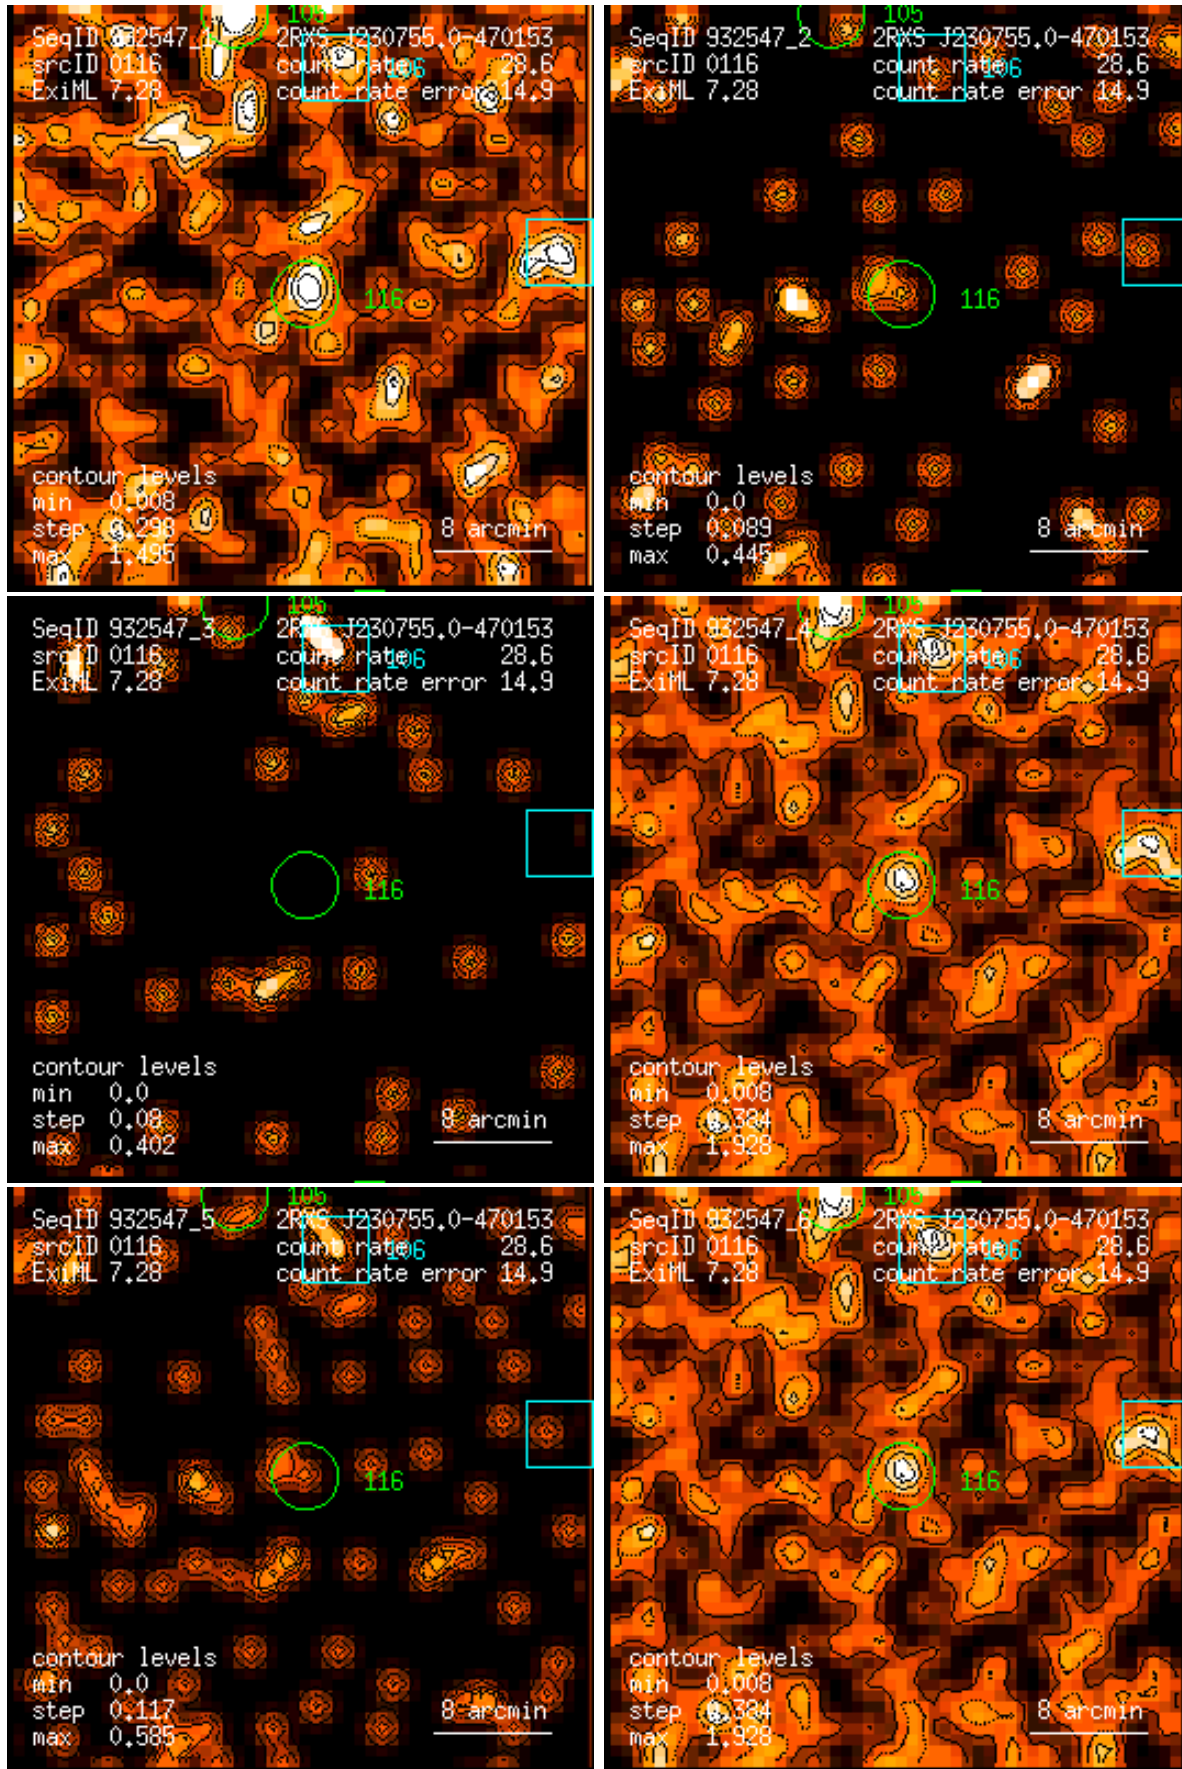 105
SeqID 932547_1 2RXS J230755.0-470153
srcID 0116 count rate 28.6
106
ExiML 7.28 count rate error 14.9
116
contour levels
min 0.008
step 0.298 8 arcmin
max 1.495
105
SeqID 932547_2 2RXS J230755.0-470153
srcID 0116 count rate 28.6
106
ExiML 7.28 count rate error 14.9
116
contour levels
min 0.0
step 0.089 8 arcmin
max 0.445
105
SeqID 932547_3 2RXS J230755.0-470153
srcID 0116 count rate 28.6
106
ExiML 7.28 count rate error 14.9
116
contour levels
min 0.0
step 0.08 8 arcmin
max 0.402
105
SeqID 932547_4 2RXS J230755.0-470153
srcID 0116 count rate 28.6
106
ExiML 7.28 count rate error 14.9
116
contour levels
min 0.008
step 0.384 8 arcmin
max 1.928
105
SeqID 932547_5 2RXS J230755.0-470153
srcID 0116 count rate 28.6
106
ExiML 7.28 count rate error 14.9
116
contour levels
min 0.0
step 0.117 8 arcmin
max 0.585
105
SeqID 932547_6 2RXS J230755.0-470153
srcID 0116 count rate 28.6
106
ExiML 7.28 count rate error 14.9
116
contour levels
min 0.008
step 0.384 8 arcmin
max 1.928